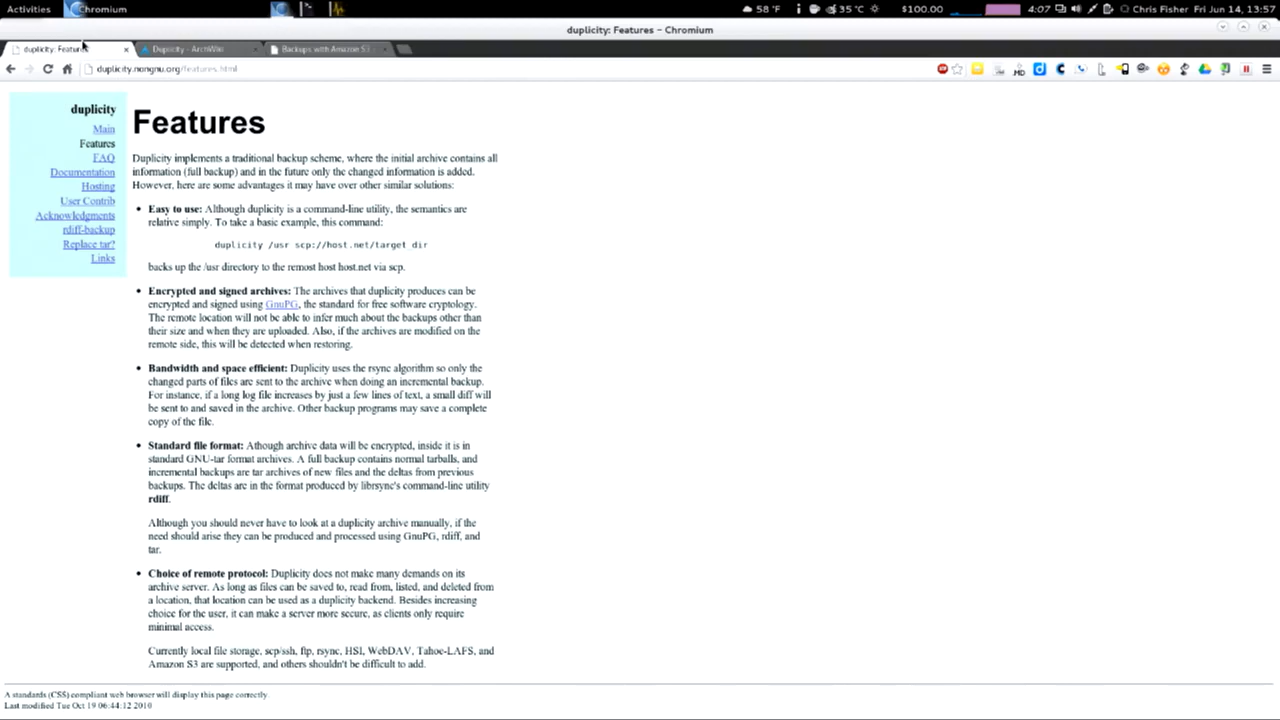 Activities Chromium 58 °F 35 °C $100.00 4:07 Chris Fisher Fri Jun 14, 13:57
duplicity: Features - Chromium
duplicity: Features Duplicity - ArchWiki Backups with Amazon S3
duplicity.nongnu.org/features.html
duplicity
Main
Features
FAQ
Documentation
Hosting
User Contrib
Acknowledgments
rdiff-backup
Replace tar?
Links
Features
Duplicity implements a traditional backup scheme, where the initial archive contains all
information (full backup) and in the future only the changed information is added.
However, here are some advantages it may have over other similar solutions:
• Easy to use: Although duplicity is a command-line utility, the semantics are
relative simply. To take a basic example, this command:
duplicity /usr scp://host.net/target_dir
backs up the /usr directory to the remost host host.net via scp.
• Encrypted and signed archives: The archives that duplicity produces can be
encrypted and signed using GnuPG, the standard for free software cryptology.
The remote location will not be able to infer much about the backups other than
their size and when they are uploaded. Also, if the archives are modified on the
remote side, this will be detected when restoring.
• Bandwidth and space efficient: Duplicity uses the rsync algorithm so only the
changed parts of files are sent to the archive when doing an incremental backup.
For instance, if a long log file increases by just a few lines of text, a small diff will
be sent to and saved in the archive. Other backup programs may save a complete
copy of the file.
• Standard file format: Athough archive data will be encrypted, inside it is in
standard GNU-tar format archives. A full backup contains normal tarballs, and
incremental backups are tar archives of new files and the deltas from previous
backups. The deltas are in the format produced by librsync's command-line utility
rdiff.
Although you should never have to look at a duplicity archive manually, if the
need should arise they can be produced and processed using GnuPG, rdiff, and
tar.
• Choice of remote protocol: Duplicity does not make many demands on its
archive server. As long as files can be saved to, read from, listed, and deleted from
a location, that location can be used as a duplicity backend. Besides increasing
choice for the user, it can make a server more secure, as clients only require
minimal access.
Currently local file storage, scp/ssh, ftp, rsync, HSI, WebDAV, Tahoe-LAFS, and
Amazon S3 are supported, and others shouldn't be difficult to add.
A standards (CSS) compliant web browser will display this page correctly.
Last modified Tue Oct 19 06:44:12 2010